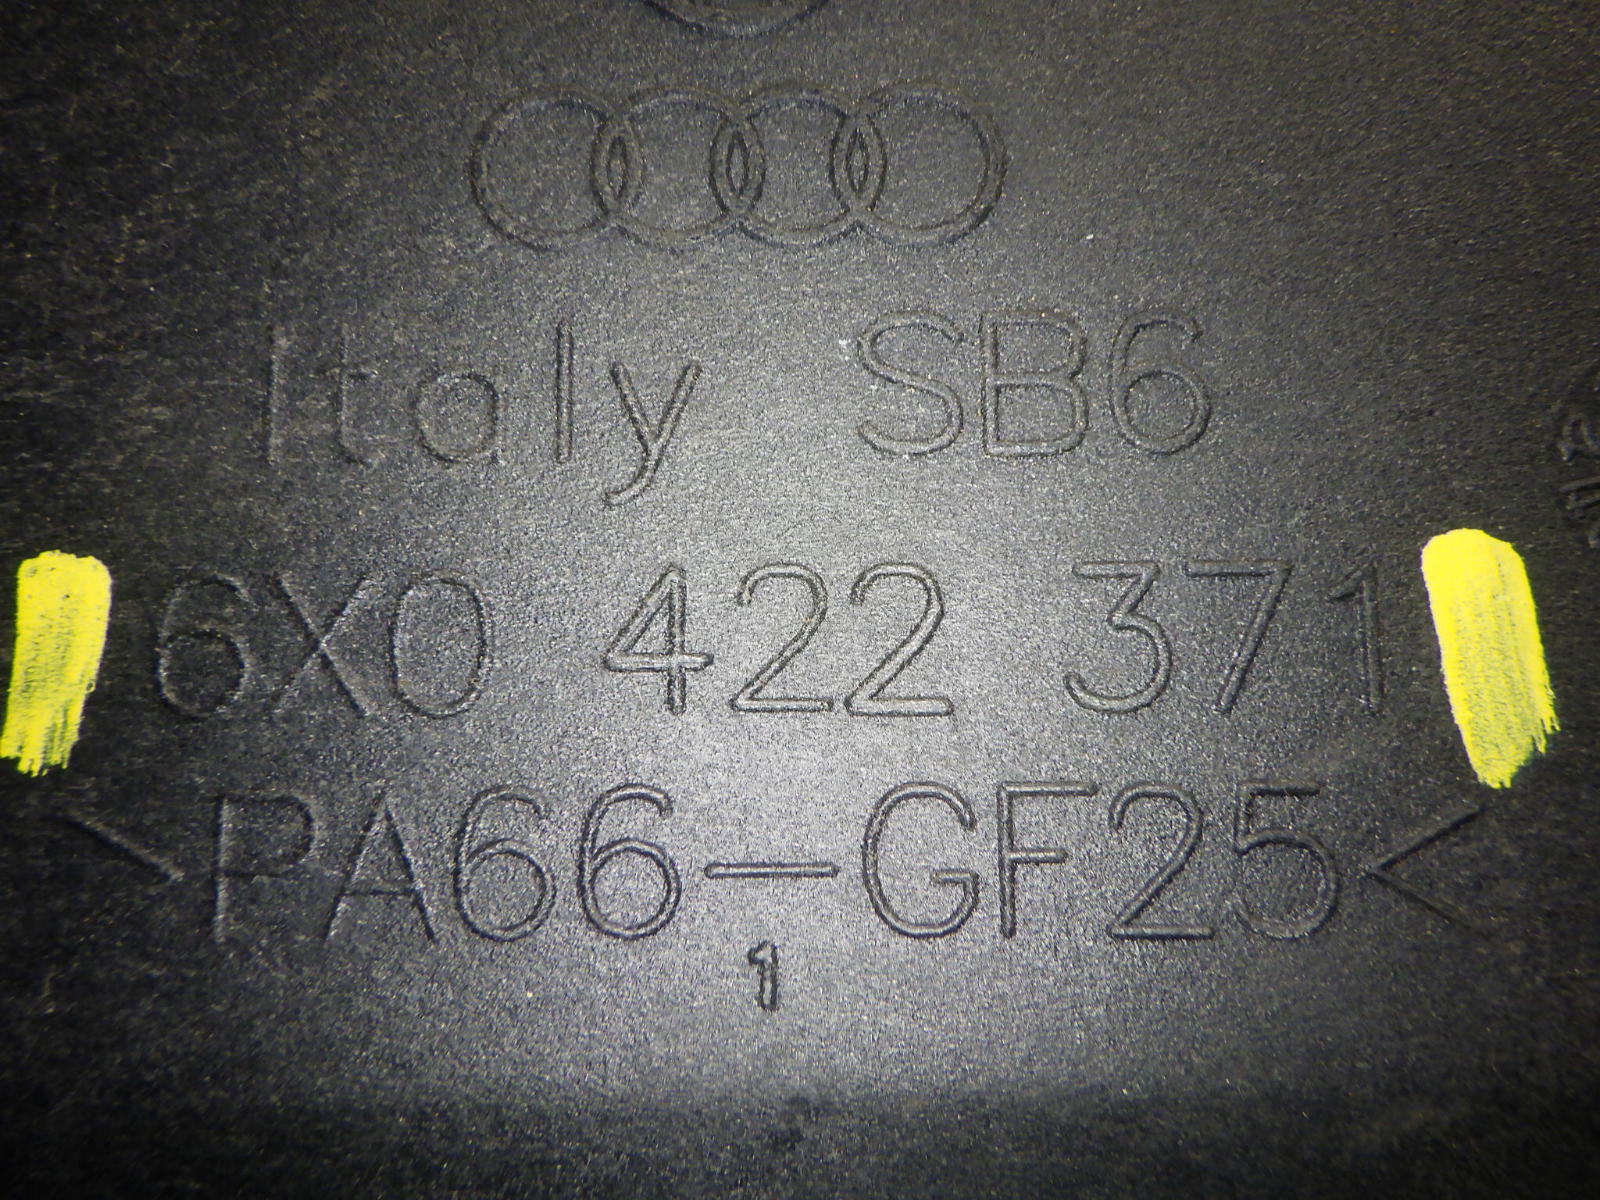 Italy SB6
6X0 422 371
>PA66-GF25<
1